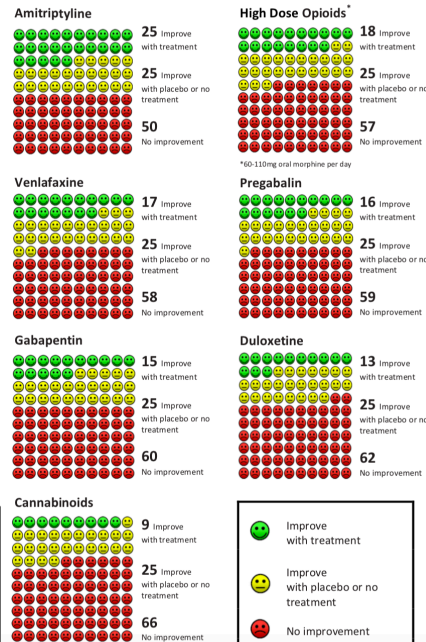 Amitriptyline
25 Improve
with treatment
25 Improve
with placebo or no
treatment
50
No improvement
High Dose Opioids*
18 Improve
with treatment
25 Improve
with placebo or no
treatment
57
No improvement
*60-110mg oral morphine per day
Venlafaxine
17 Improve
with treatment
25 Improve
with placebo or no
treatment
58
No improvement
Pregabalin
16 Improve
with treatment
25 Improve
with placebo or no
treatment
59
No improvement
Gabapentin
15 Improve
with treatment
25 Improve
with placebo or no
treatment
60
No improvement
Duloxetine
13 Improve
with treatment
25 Improve
with placebo or no
treatment
62
No improvement
Cannabinoids
9 Improve
with treatment
25 Improve
with placebo or no
treatment
66
No improvement
Improve
with treatment
Improve
with placebo or no
treatment
No improvement